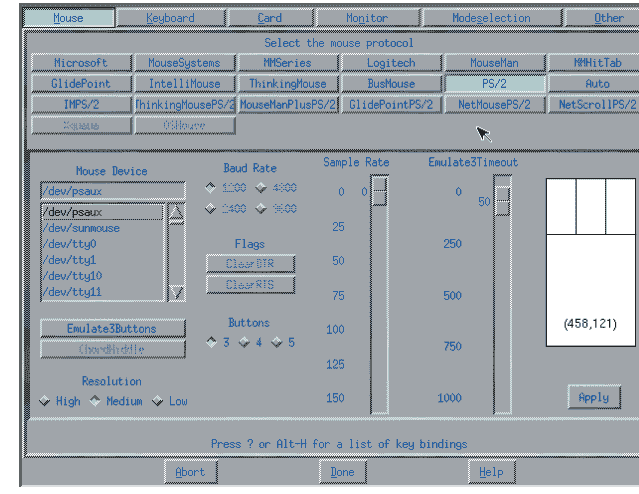 Mouse Keyboard Card Monitor Modeselection Other
Select the mouse protocol
Microsoft MouseSystems MMSeries Logitech MouseMan MMHitTab
GlidePoint IntelliMouse ThinkingMouse BusMouse PS/2 Auto
IMPS/2 ThinkingMousePS/2 MouseManPlusPS/2 GlidePointPS/2 NetMousePS/2 NetScrollPS/2
Xqueue OSMouse
Mouse Device
/dev/psaux
/dev/psaux
/dev/sunmouse
/dev/tty0
/dev/tty1
/dev/tty10
/dev/tty11
Emulate3Buttons
ChordMiddle
Resolution
High Medium Low
Baud Rate
1200 4800
2400 9600
Flags
ClearDTR
ClearRTS
Buttons
3 4 5
Sample Rate
0 0
25
50
75
100
125
150
Emulate3Timeout
0
50
250
500
750
1000
(458,121)
Apply
Press ? or Alt-H for a list of key bindings
Abort Done Help